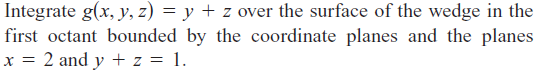 Integrate g(x, y, z) = y + z over the surface of the wedge in the
first octant bounded by the coordinate planes and the planes
x = 2 and y + z = 1.